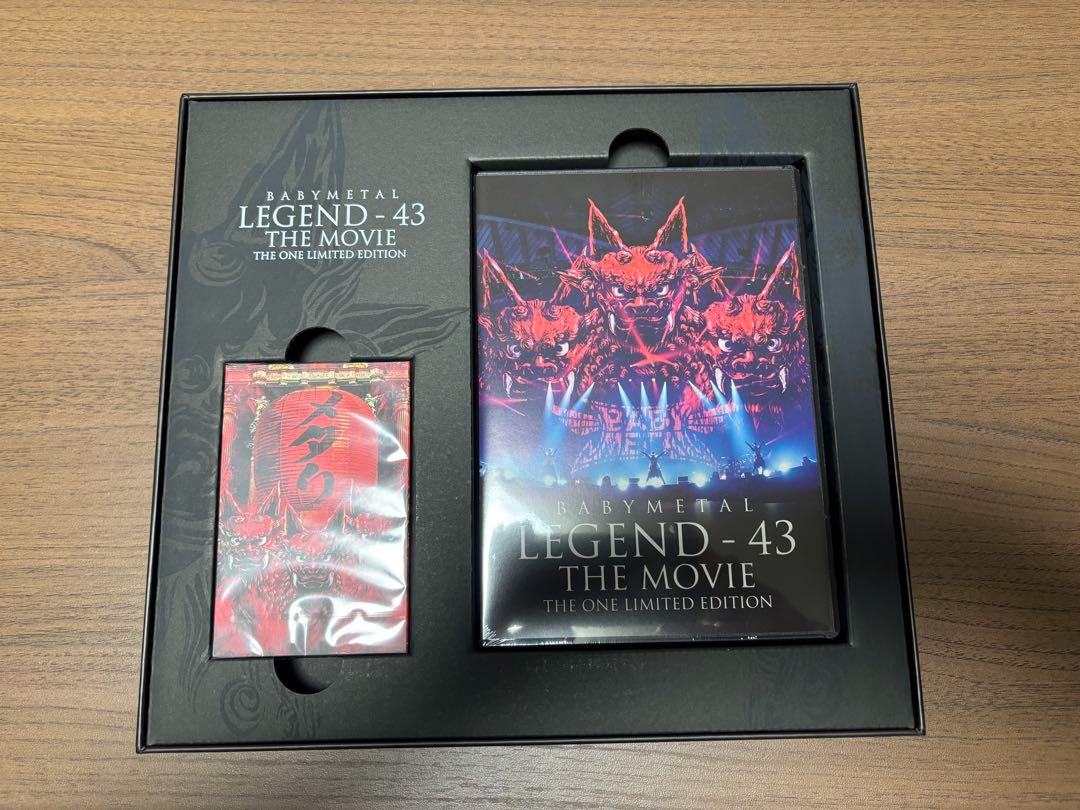 BABYMETAL
LEGEND - 43
THE MOVIE
THE ONE LIMITED EDITION
メタり
BABY
BABYMETAL
LEGEND - 43
THE MOVIE
THE ONE LIMITED EDITION